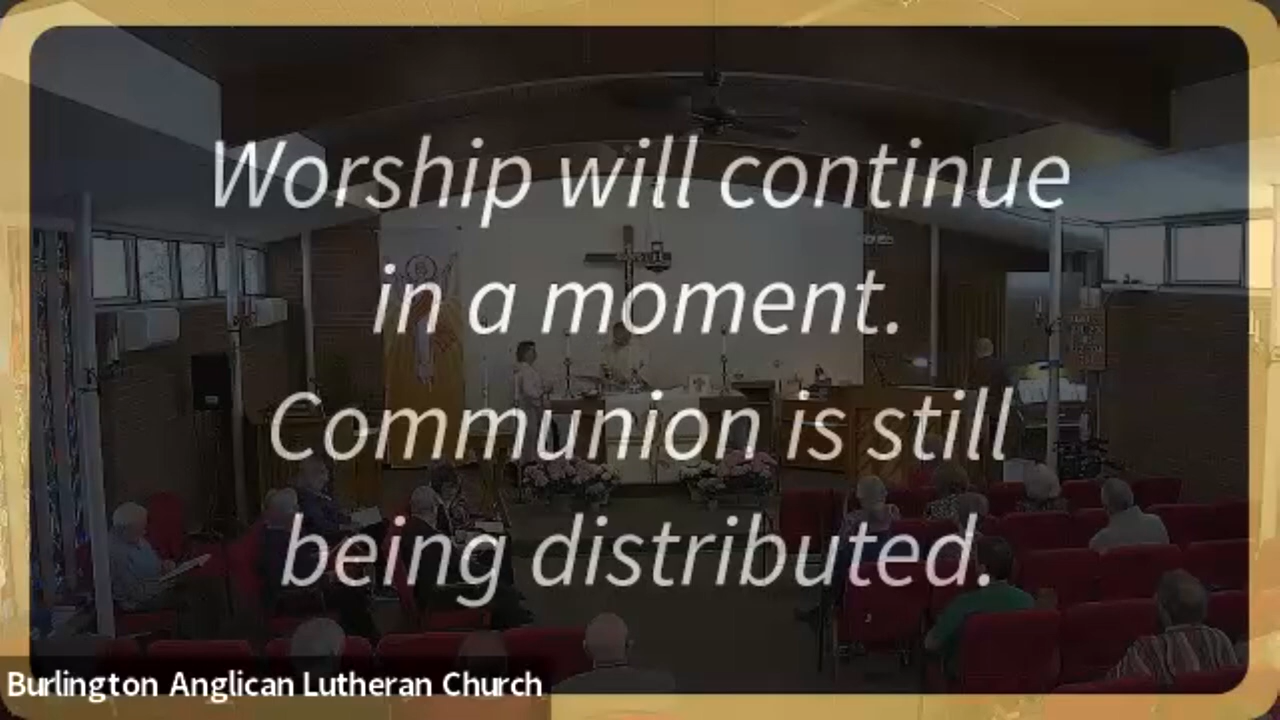 Worship will continue
in a moment.
Communion is still
being distributed.
Burlington Anglican Lutheran Church